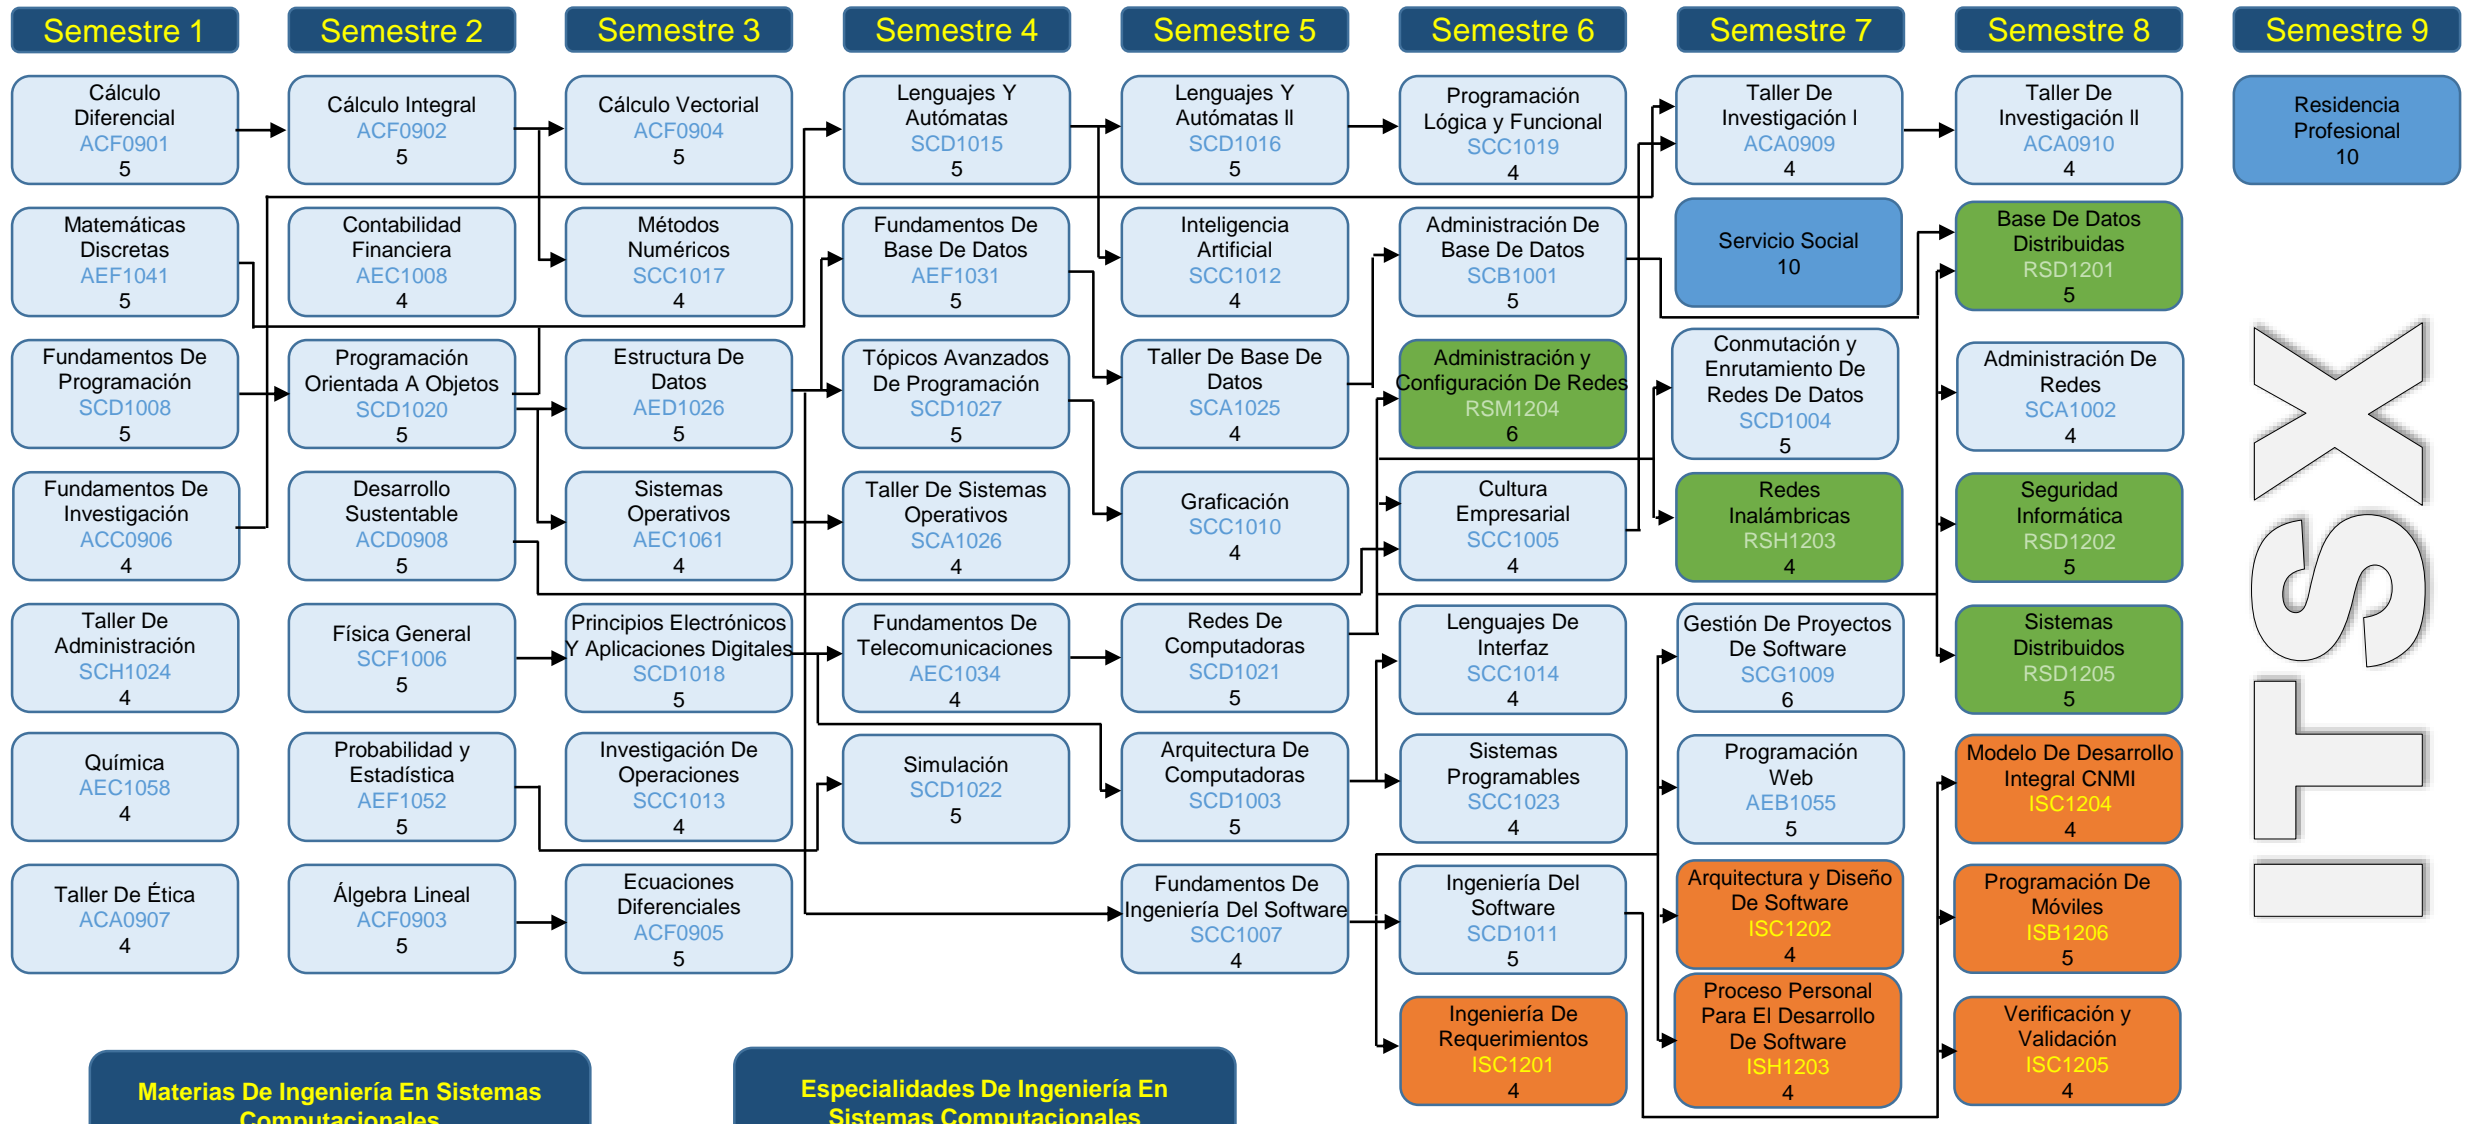 Semestre 1
Semestre 2
Semestre 3
Semestre 4
Semestre 5
Semestre 6
Semestre 7
Semestre 8
Semestre 9
Cálculo
Diferencial
ACF0901
5
Cálculo Integral
ACF0902
5
Cálculo Vectorial
ACF0904
5
Lenguajes Y
Autómatas
SCD1015
5
Lenguajes Y
Autómatas II
SCD1016
5
Programación
Lógica y Funcional
SCC1019
4
Taller De
Investigación I
ACA0909
4
Taller De
Investigación II
ACA0910
4
Residencia
Profesional
10
Matemáticas
Discretas
AEF1041
5
Contabilidad
Financiera
AEC1008
4
Métodos
Numéricos
SCC1017
4
Fundamentos De
Base De Datos
AEF1031
5
Inteligencia
Artificial
SCC1012
4
Administración De
Base De Datos
SCB1001
5
Servicio Social
10
Base De Datos
Distribuidas
RSD1201
5
Fundamentos De
Programación
SCD1008
5
Programación
Orientada A Objetos
SCD1020
5
Estructura De
Datos
AED1026
5
Tópicos Avanzados
De Programación
SCD1027
5
Taller De Base De
Datos
SCA1025
4
Administración y
Configuración De Redes
RSM1204
6
Conmutación y
Enrutamiento De
Redes De Datos
SCD1004
5
Administración De
Redes
SCA1002
4
Fundamentos De
Investigación
ACC0906
4
Desarrollo
Sustentable
ACD0908
5
Sistemas
Operativos
AEC1061
4
Taller De Sistemas
Operativos
SCA1026
4
Graficación
SCC1010
4
Cultura
Empresarial
SCC1005
4
Redes
Inalámbricas
RSH1203
4
Seguridad
Informática
RSD1202
5
Taller De
Administración
SCH1024
4
Física General
SCF1006
5
Principios Electrónicos
Y Aplicaciones Digitales
SCD1018
5
Fundamentos De
Telecomunicaciones
AEC1034
4
Redes De
Computadoras
SCD1021
5
Lenguajes De
Interfaz
SCC1014
4
Gestión De Proyectos
De Software
SCG1009
6
Sistemas
Distribuidos
RSD1205
5
Química
AEC1058
4
Probabilidad y
Estadística
AEF1052
5
Investigación De
Operaciones
SCC1013
4
Simulación
SCD1022
5
Arquitectura De
Computadoras
SCD1003
5
Sistemas
Programables
SCC1023
4
Programación
Web
AEB1055
5
Modelo De Desarrollo
Integral CNMI
ISC1204
4
Taller De Ética
ACA0907
4
Álgebra Lineal
ACF0903
5
Ecuaciones
Diferenciales
ACF0905
5
Fundamentos De
Ingeniería Del Software
SCC1007
4
Ingeniería Del
Software
SCD1011
5
Arquitectura y Diseño
De Software
ISC1202
4
Programación De
Móviles
ISB1206
5
Ingeniería De
Requerimientos
ISC1201
4
Proceso Personal
Para El Desarrollo
De Software
ISH1203
4
Verificación y
Validación
ISC1205
4
ITSX
Materias De Ingeniería En Sistemas
Computacionales
Especialidades De Ingeniería En
Sistemas Computacionales